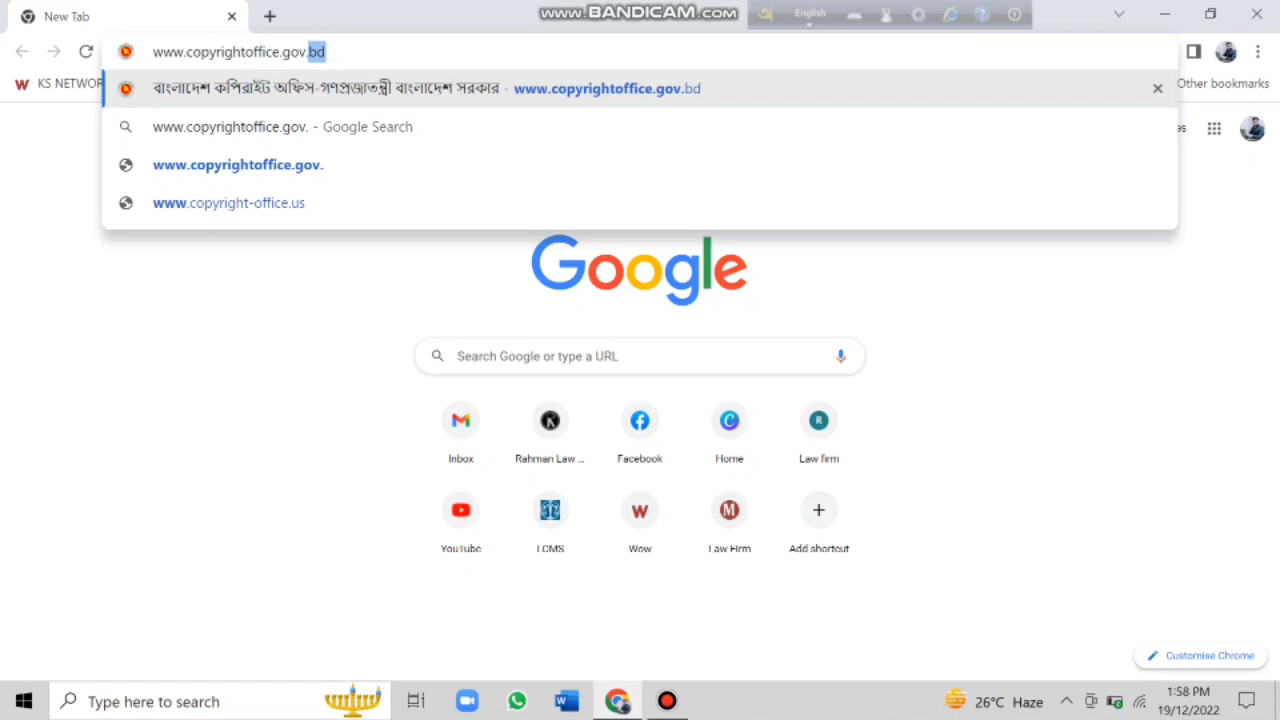 New Tab
www.BANDICAM.com
English
www.copyrightoffice.gov.bd
W KS NETWOR
Other bookmarks
বাংলাদেশ কপিরাইট অফিস-গণপ্রজাতন্ত্রী বাংলাদেশ সরকার - www.copyrightoffice.gov.bd
www.copyrightoffice.gov. - Google Search
es
www.copyrightoffice.gov.
www.copyright-office.us
Google
Search Google or type a URL
Inbox
Rahman Law ...
Facebook
Home
R
Law firm
YouTube
LCMS
W
Wow
M
Law Firm
Add shortcut
Customise Chrome
Type here to search
26°C Haze
1:58 PM
19/12/2022